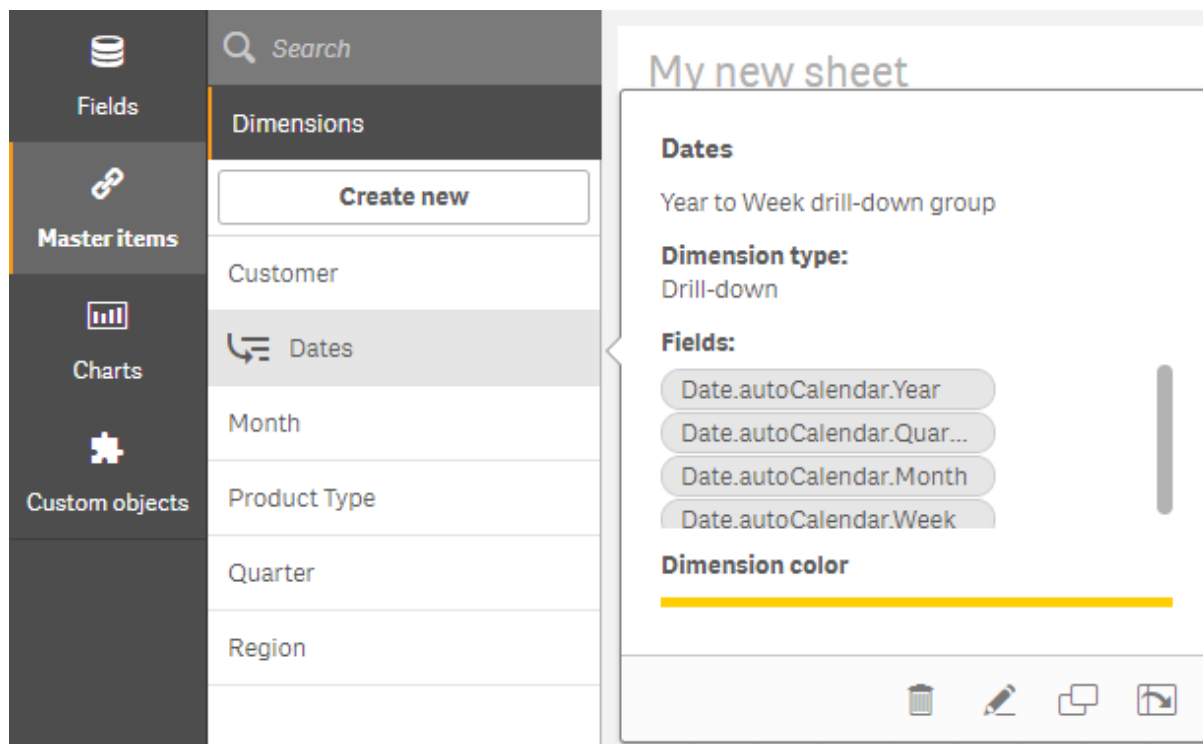 Fields
Master items
Charts
Custom objects
Search
Dimensions
Create new
Customer
Dates
Month
Product Type
Quarter
Region
My new sheet
Dates
Year to Week drill-down group
Dimension type:
Drill-down
Fields:
Date.autoCalendar.Year
Date.autoCalendar.Quar...
Date.autoCalendar.Month
Date.autoCalendar.Week
Dimension color